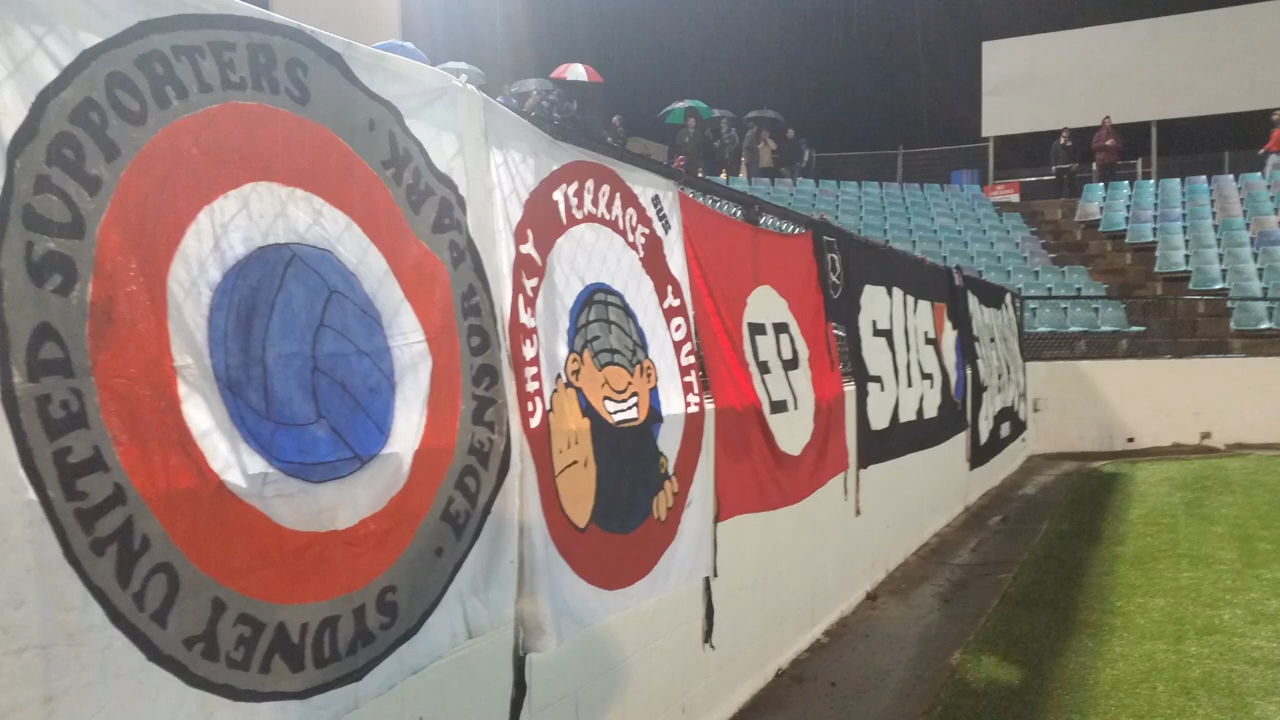 SYDNEY UNITED SUPPORTERS
· EDENSOR PARK ·
SUS
CHEEKY TERRACE YOUTH
EP
SUS